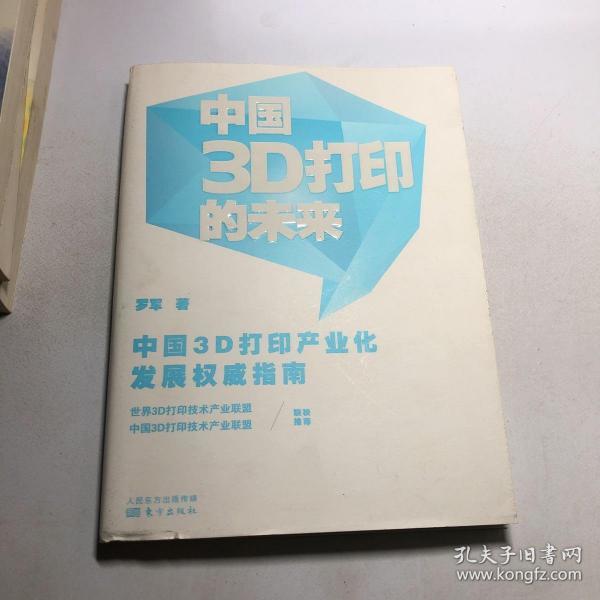 中国
3D打印
的未来
罗军 著
中国3D打印产业化
发展权威指南
世界3D打印技术产业联盟
中国3D打印技术产业联盟
联袂
推荐
人民东方出版传媒
东方出版社
孔夫子旧书网
www.kongfz.com